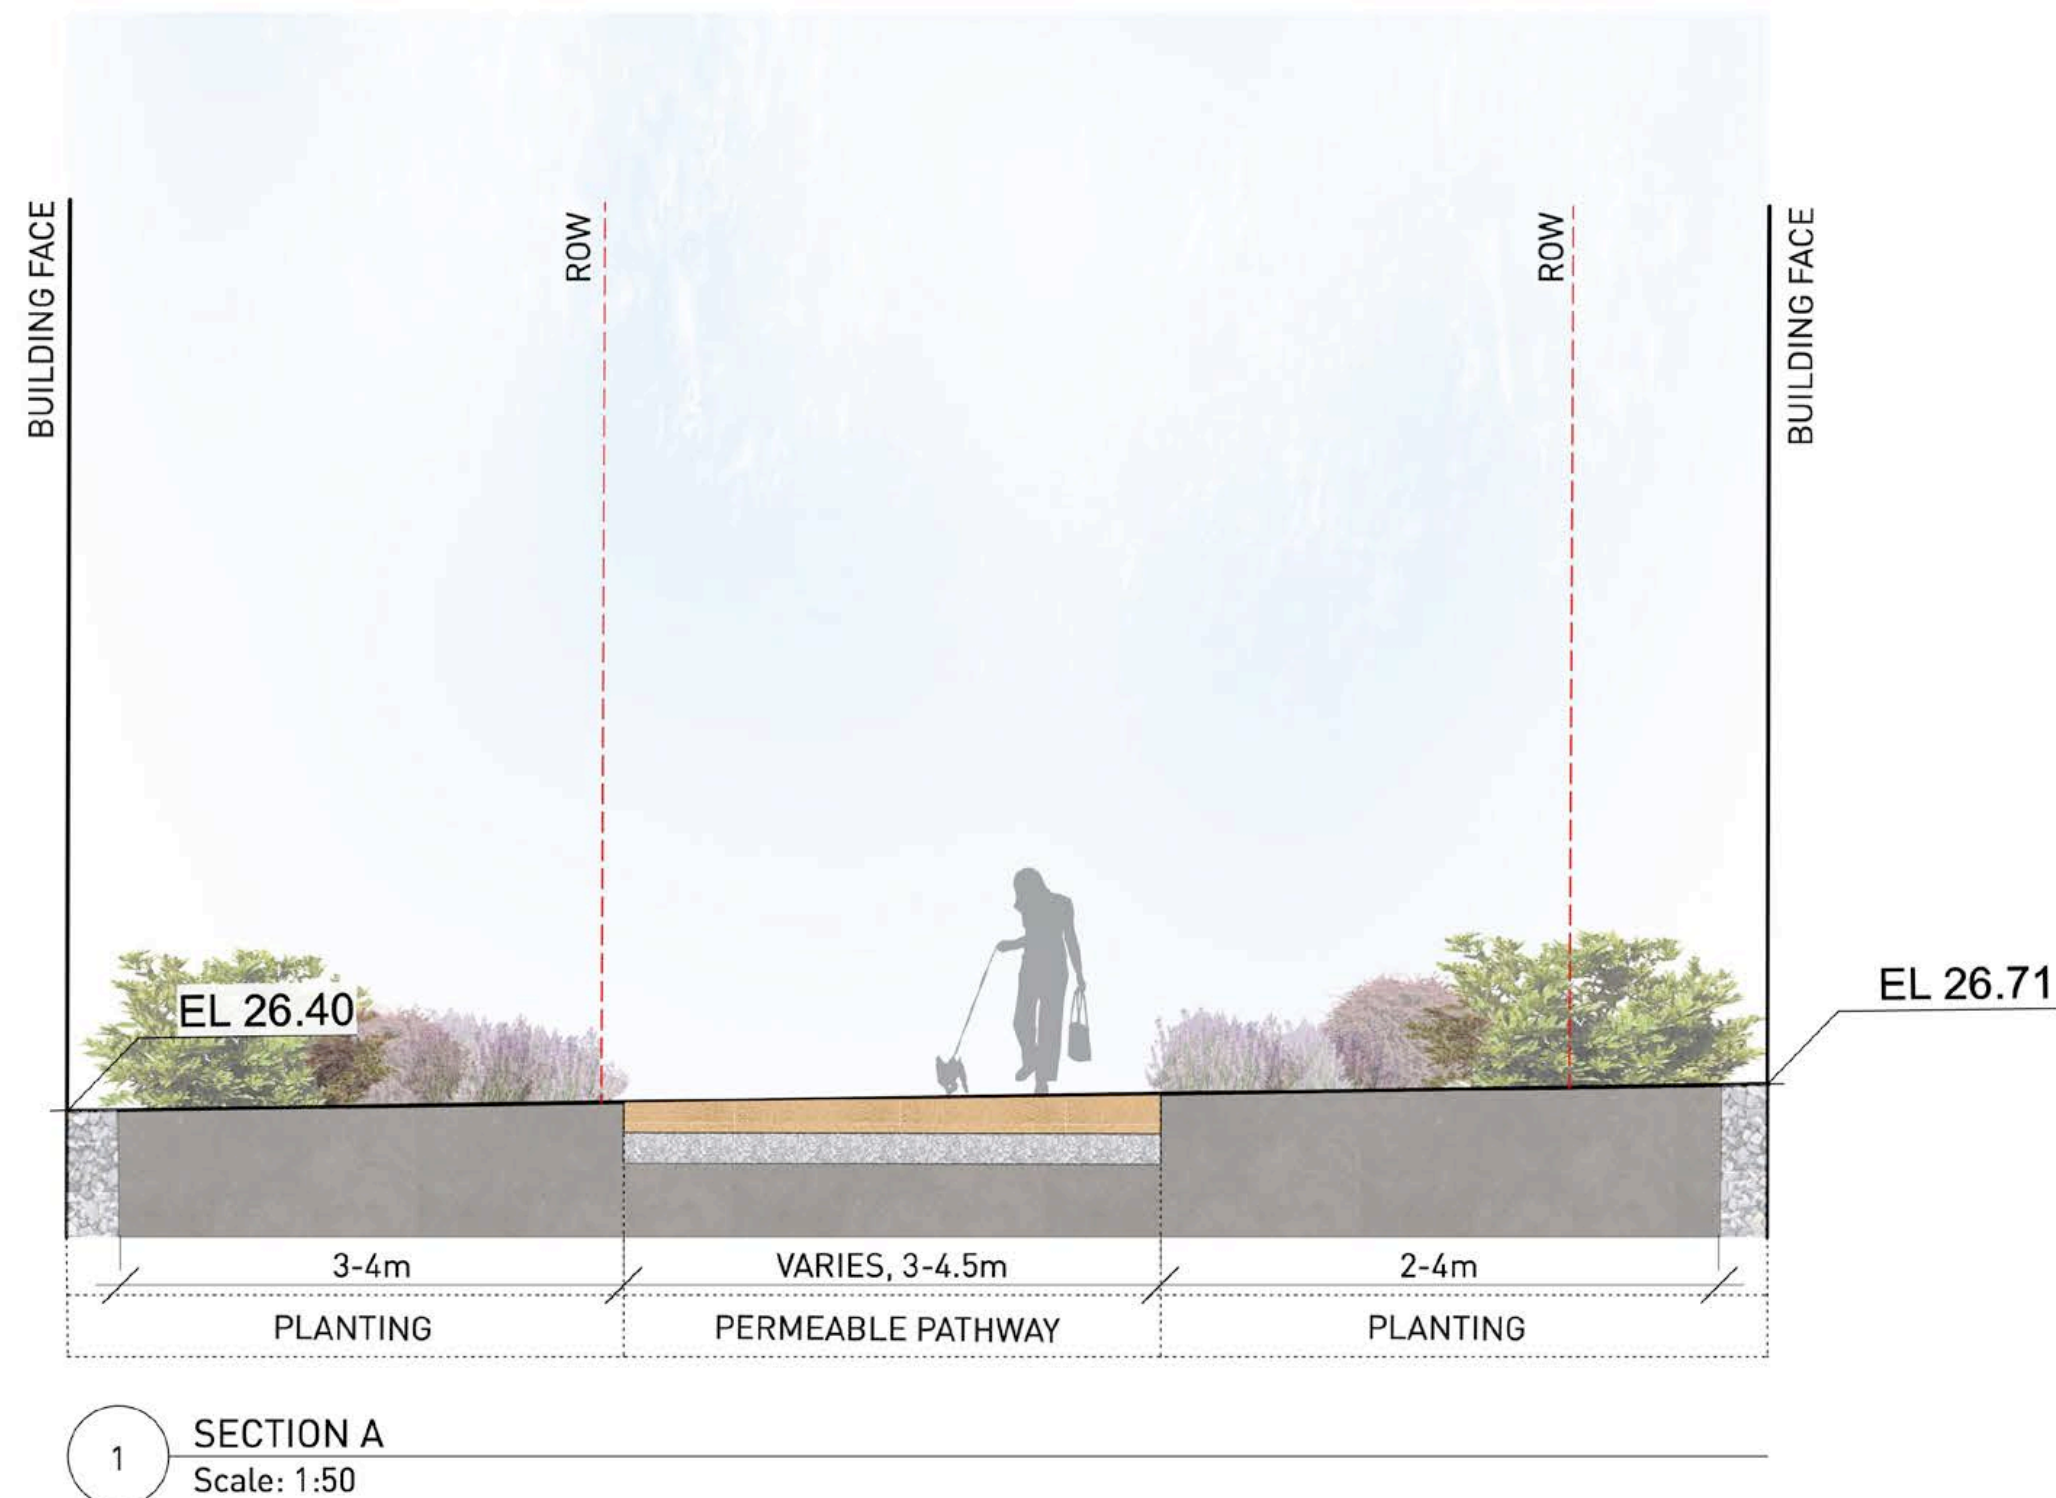 BUILDING FACE
ROW
ROW
BUILDING FACE
EL 26.40
EL 26.71
3-4m
VARIES, 3-4.5m
2-4m
PLANTING
PERMEABLE PATHWAY
PLANTING
1
SECTION A
Scale: 1:50